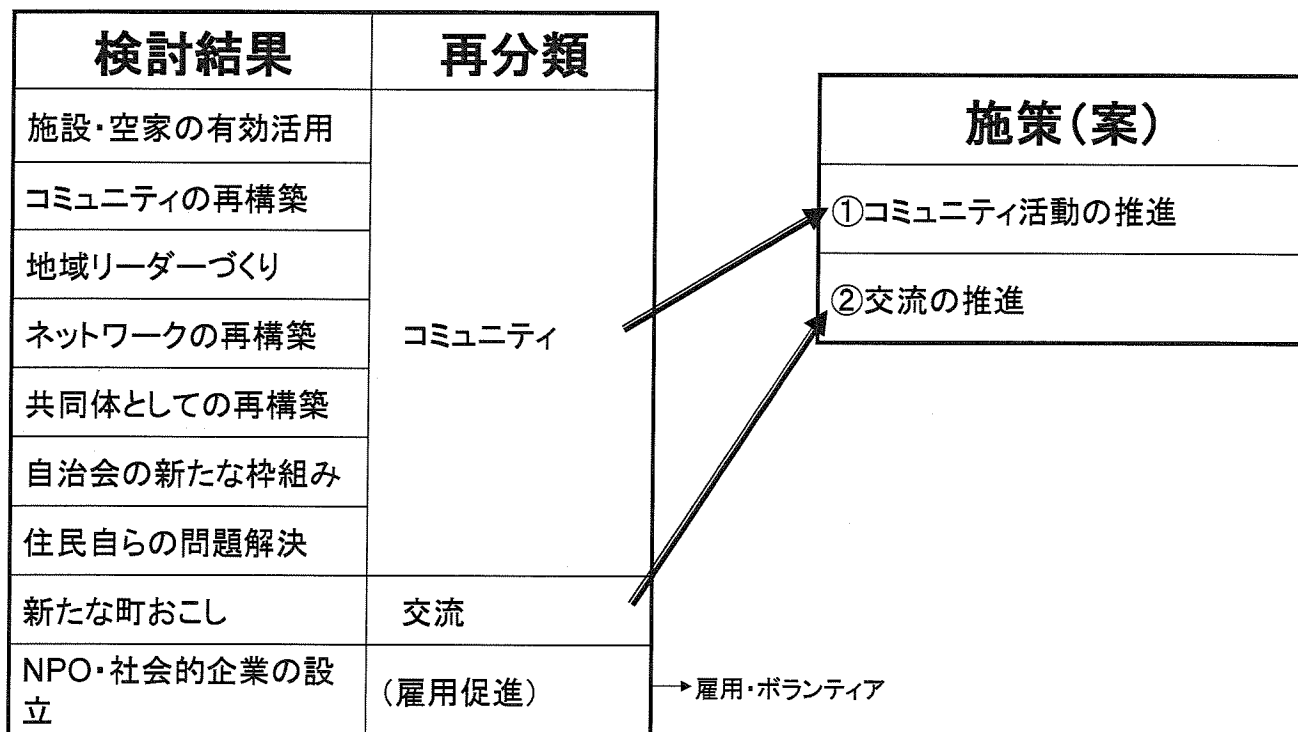 検討結果
再分類
施設・空家の有効活用
コミュニティの再構築
地域リーダーづくり
ネットワークの再構築
共同体としての再構築
自治会の新たな枠組み
住民自らの問題解決
コミュニティ
新たな町おこし
交流
NPO・社会的企業の設
立
(雇用促進)
→雇用・ボランティア
施策(案)
①コミュニティ活動の推進
②交流の推進